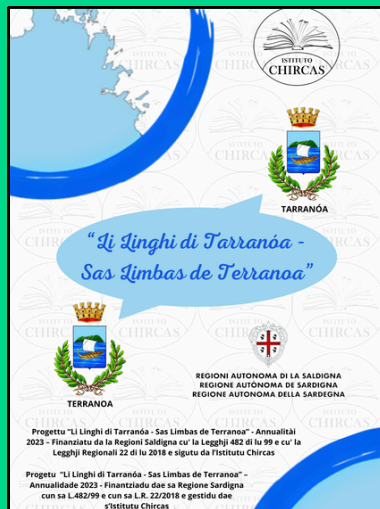 ISTITUTO
CHIRCAS
TARRANÓA
“Li Linghi di Tarranóa -
Sas Limbas de Terranoa”
TERRANOA
REGIONI AUTONOMA DI LA SALDIGNA
REGIONE AUTÒNOMA DE SARDIGNA
REGIONE AUTONOMA DELLA SARDEGNA
Progettu “Li Linghi di Tarranóa - Sas Limbas de Terranoa” - Annualitài
2023 – Finanziatu da la Regioni Saldigna cu' la Legghji 482 di lu 99 e cu' la
Legghji Regionali 22 di lu 2018 e sigutu da l'Istitutu Chircas
Progetu “Li Linghi di Tarranóa - Sas Limbas de Terranoa” –
Annualidade 2023 - Finantziadu dae sa Regione Sardigna
cun sa L.482/99 e cun sa L.R. 22/2018 e gestidu dae
s'Istitutu Chircas